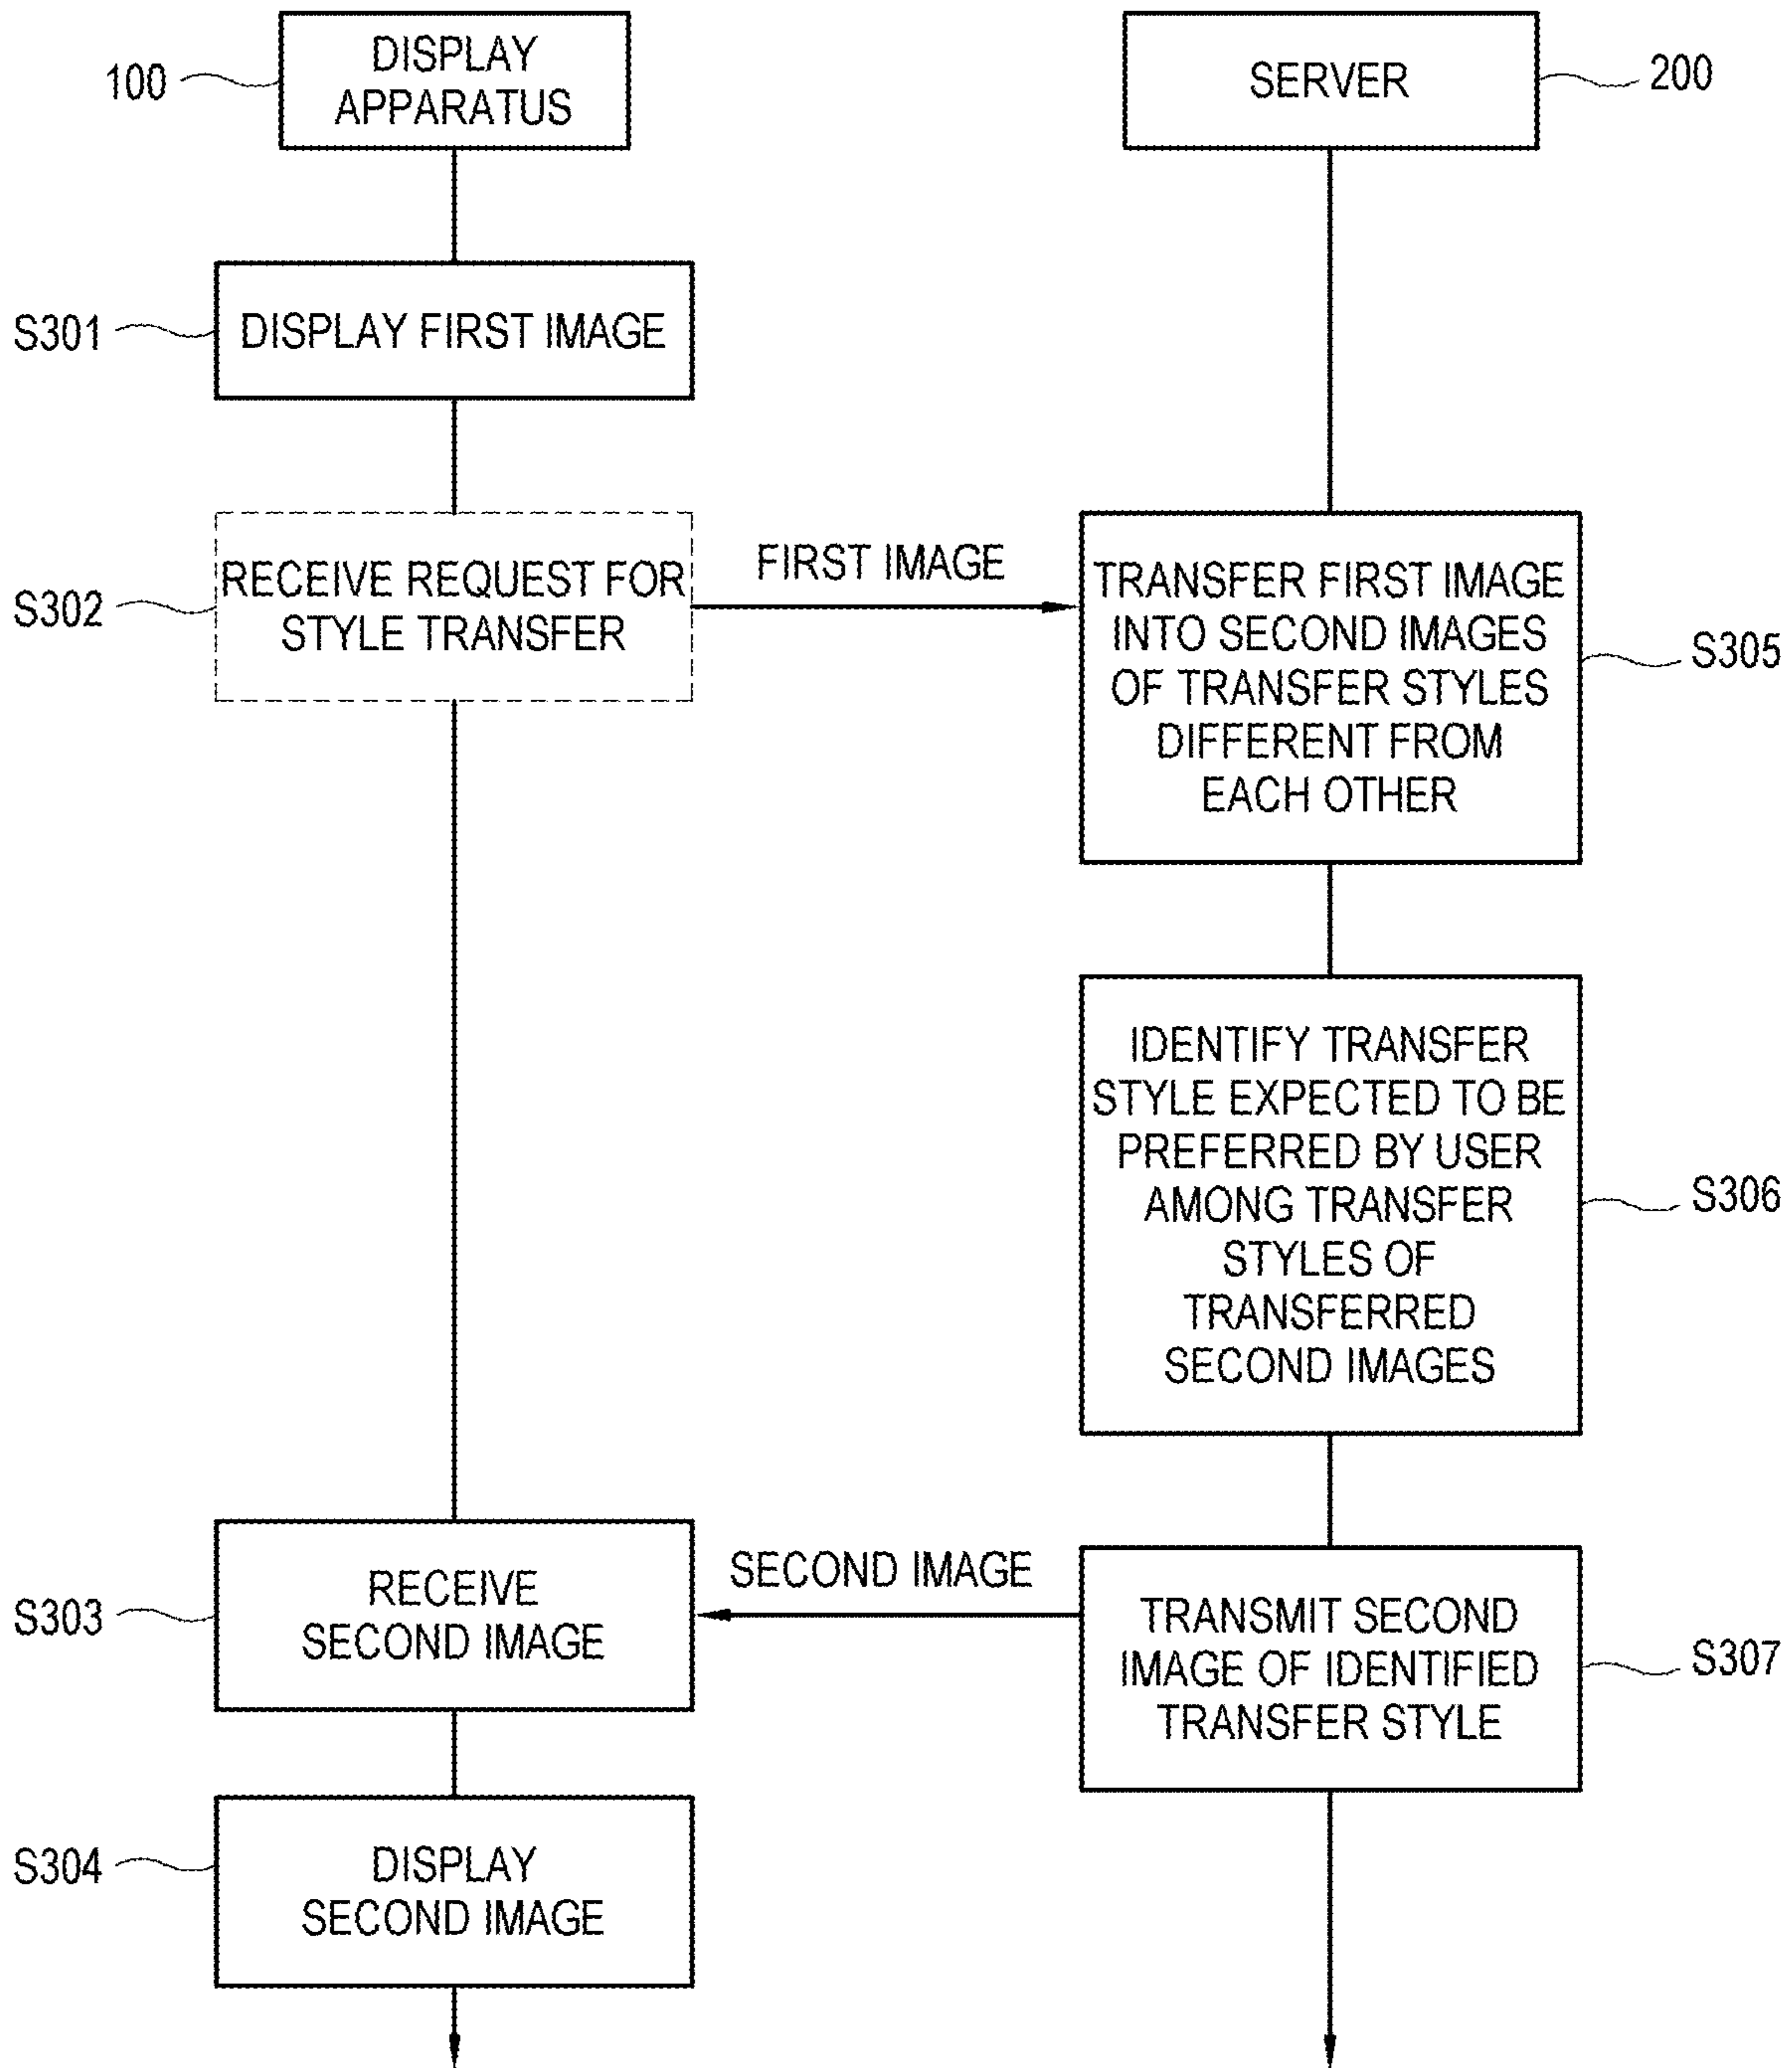 100
DISPLAY
APPARATUS
SERVER
200
S301
DISPLAY FIRST IMAGE
S302
RECEIVE REQUEST FOR
STYLE TRANSFER
FIRST IMAGE
TRANSFER FIRST IMAGE
INTO SECOND IMAGES
OF TRANSFER STYLES
DIFFERENT FROM
EACH OTHER
S305
IDENTIFY TRANSFER
STYLE EXPECTED TO BE
PREFERRED BY USER
AMONG TRANSFER
STYLES OF
TRANSFERRED
SECOND IMAGES
S306
S303
RECEIVE
SECOND IMAGE
SECOND IMAGE
TRANSMIT SECOND
IMAGE OF IDENTIFIED
TRANSFER STYLE
S307
S304
DISPLAY
SECOND IMAGE